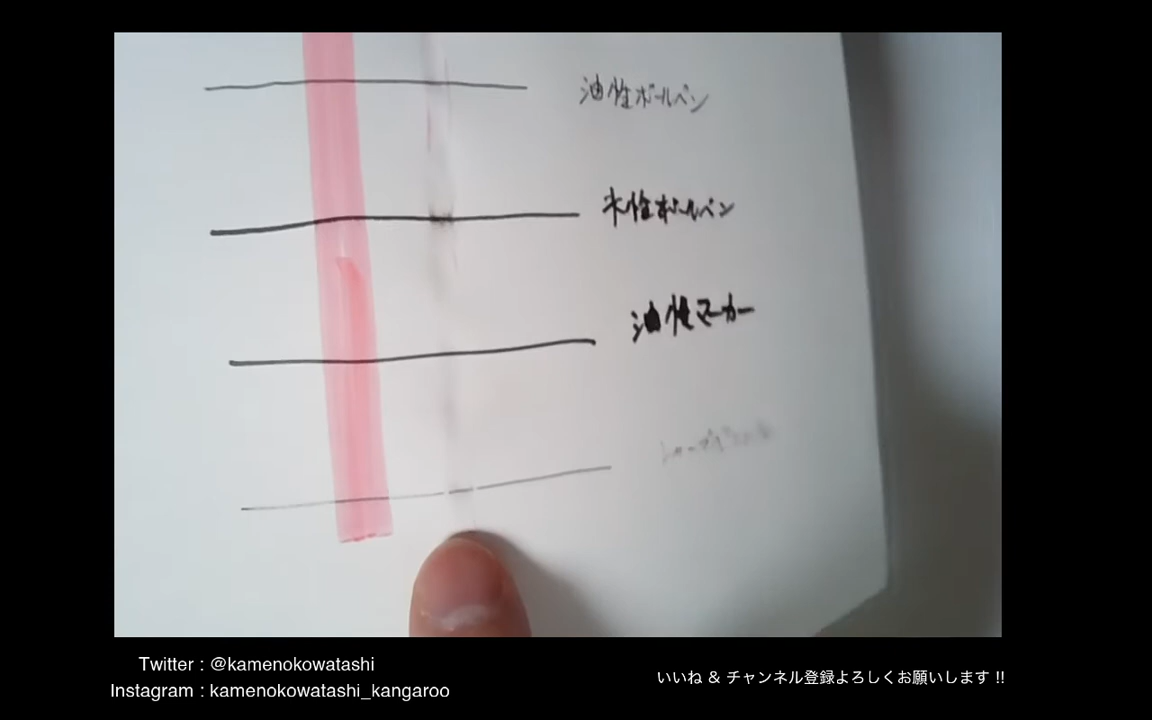 油性ボールペン
水性ボールペン
油性マーカー
Twitter : @kamenokowatashi
Instagram : kamenokowatashi_kangaroo
いいね & チャンネル登録よろしくお願いします !!